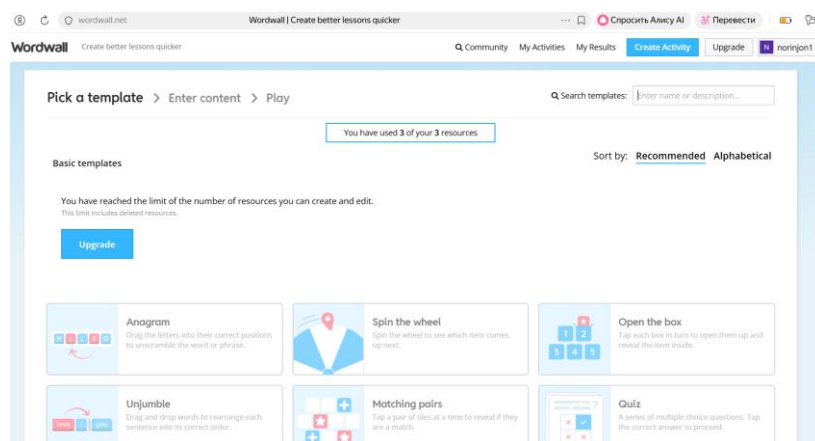 wordwall.net
Wordwall | Create better lessons quicker
Спросить Алису AI
Перевести
Wordwall
Create better lessons quicker
Community
My Activities
My Results
Create Activity
Upgrade
N norinjon1
Pick a template > Enter content > Play
Search templates:
Enter name or description...
You have used 3 of your 3 resources
Basic templates
Sort by: Recommended Alphabetical
You have reached the limit of the number of resources you can create and edit.
This limit includes deleted resources.
Upgrade
Anagram
Drag the letters into their correct positions
to unscramble the word or phrase.
H L L E O
Spin the wheel
Spin the wheel to see which item comes
up next.
Open the box
Tap each box in turn to open them up and
reveal the item inside.
1 2
3 4 5
Unjumble
Drag and drop words to rearrange each
sentence into its correct order.
love I you
Matching pairs
Tap a pair of tiles at a time to reveal if they
are a match.
Quiz
A series of multiple choice questions. Tap
the correct answer to proceed.